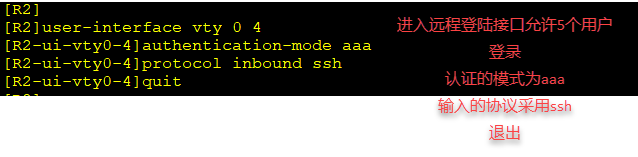 [R2]
[R2]user-interface vty 0 4
[R2-ui-vty0-4]authentication-mode aaa
[R2-ui-vty0-4]protocol inbound ssh
[R2-ui-vty0-4]quit
[R2]
进入远程登陆接口允许5个用户
登录
认证的模式为aaa
输入的协议采用ssh
退出